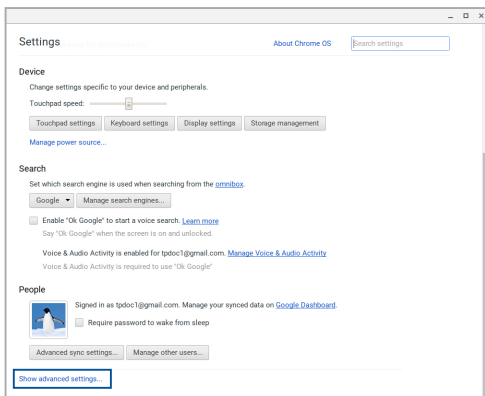 Settings
About Chrome OS
Search settings
Device
Change settings specific to your device and peripherals.
Touchpad speed:
Touchpad settings Keyboard settings Display settings Storage management
Manage power source...
Search
Set which search engine is used when searching from the omnibox.
Google Manage search engines...
Enable "Ok Google" to start a voice search. Learn more
Say "Ok Google" when the screen is on and unlocked.
Voice & Audio Activity is enabled for tpdoc1@gmail.com. Manage Voice & Audio Activity
Voice & Audio Activity is required to use "Ok Google"
People
Signed in as tpdoc1@gmail.com. Manage your synced data on Google Dashboard.
Require password to wake from sleep
Advanced sync settings... Manage other users...
Show advanced settings...